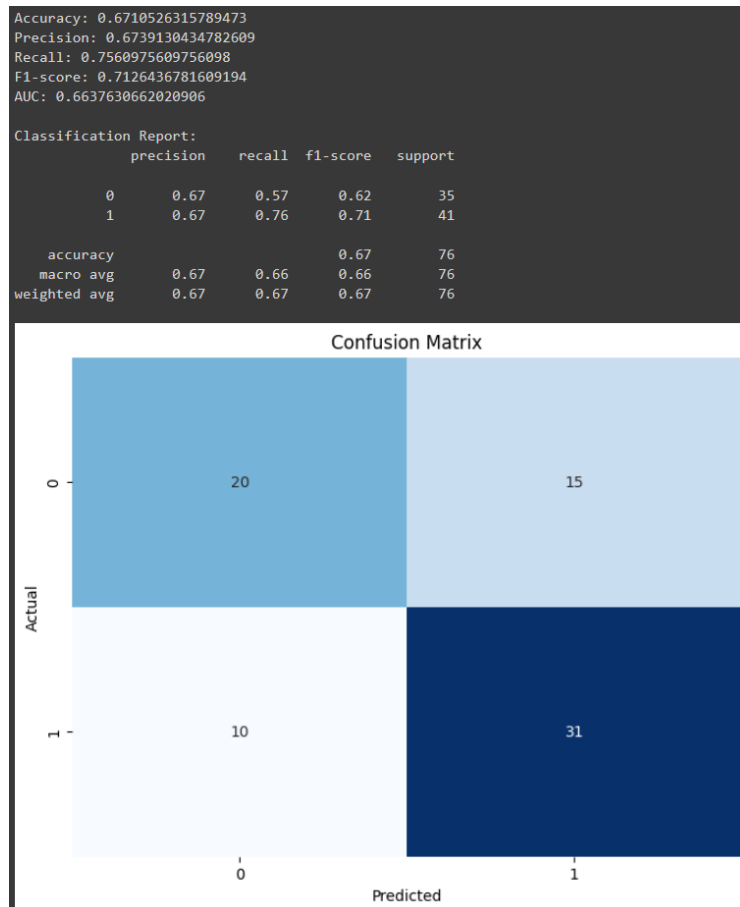 Accuracy: 0.6710526315789473
Precision: 0.6739130434782609
Recall: 0.7560975609756098
F1-score: 0.7126436781609194
AUC: 0.6637630662020906
Classification Report:
precision recall f1-score support
0 0.67 0.57 0.62 35
1 0.67 0.76 0.71 41
accuracy 0.67 76
macro avg 0.67 0.66 0.66 76
weighted avg 0.67 0.67 0.67 76
Confusion Matrix
0 20 15
Actual
1 10 31
0 1
Predicted